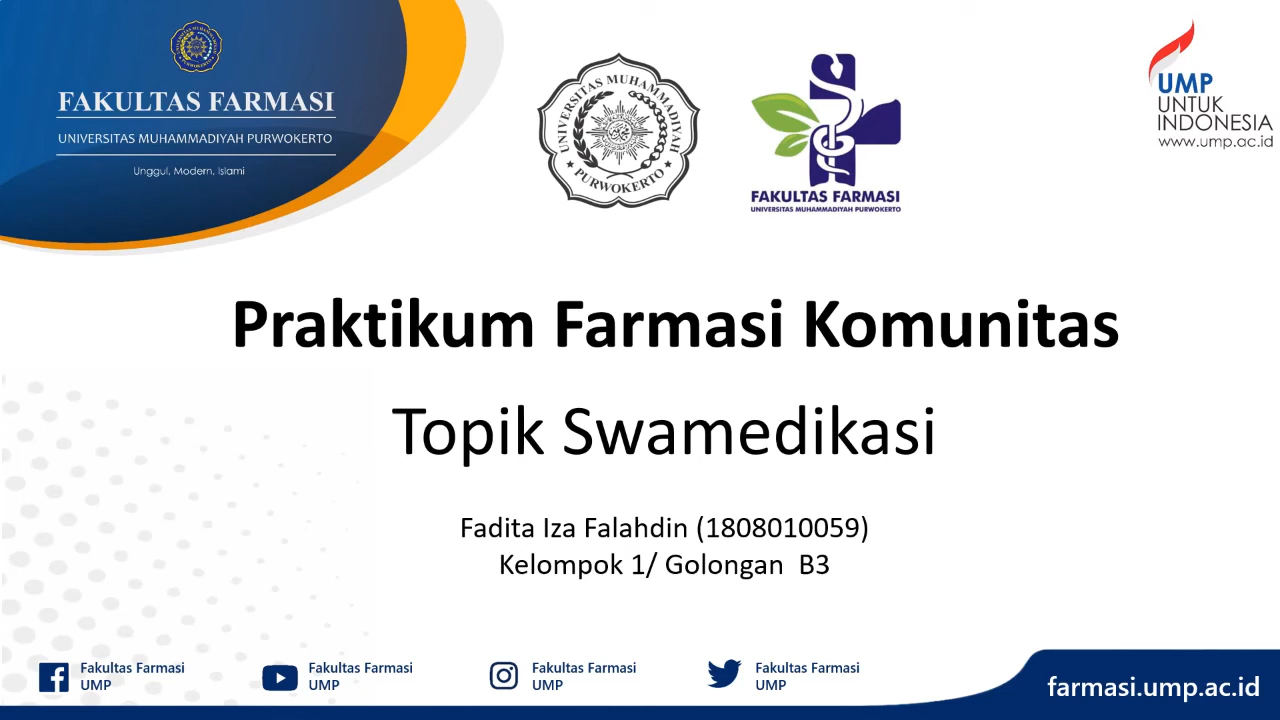 FAKULTAS FARMASI
UNIVERSITAS MUHAMMADIYAH PURWOKERTO
Unggul, Modern, Islami
UNIVERSITAS MUHAMMADIYAH
PURWOKERTO
FAKULTAS FARMASI
UNIVERSITAS MUHAMMADIYAH PURWOKERTO
UMP
UNTUK
INDONESIA
www.ump.ac.id
Praktikum Farmasi Komunitas
Topik Swamedikasi
Fadita Iza Falahdin (1808010059)
Kelompok 1/ Golongan B3
Fakultas Farmasi
UMP
Fakultas Farmasi
UMP
Fakultas Farmasi
UMP
Fakultas Farmasi
UMP
farmasi.ump.ac.id